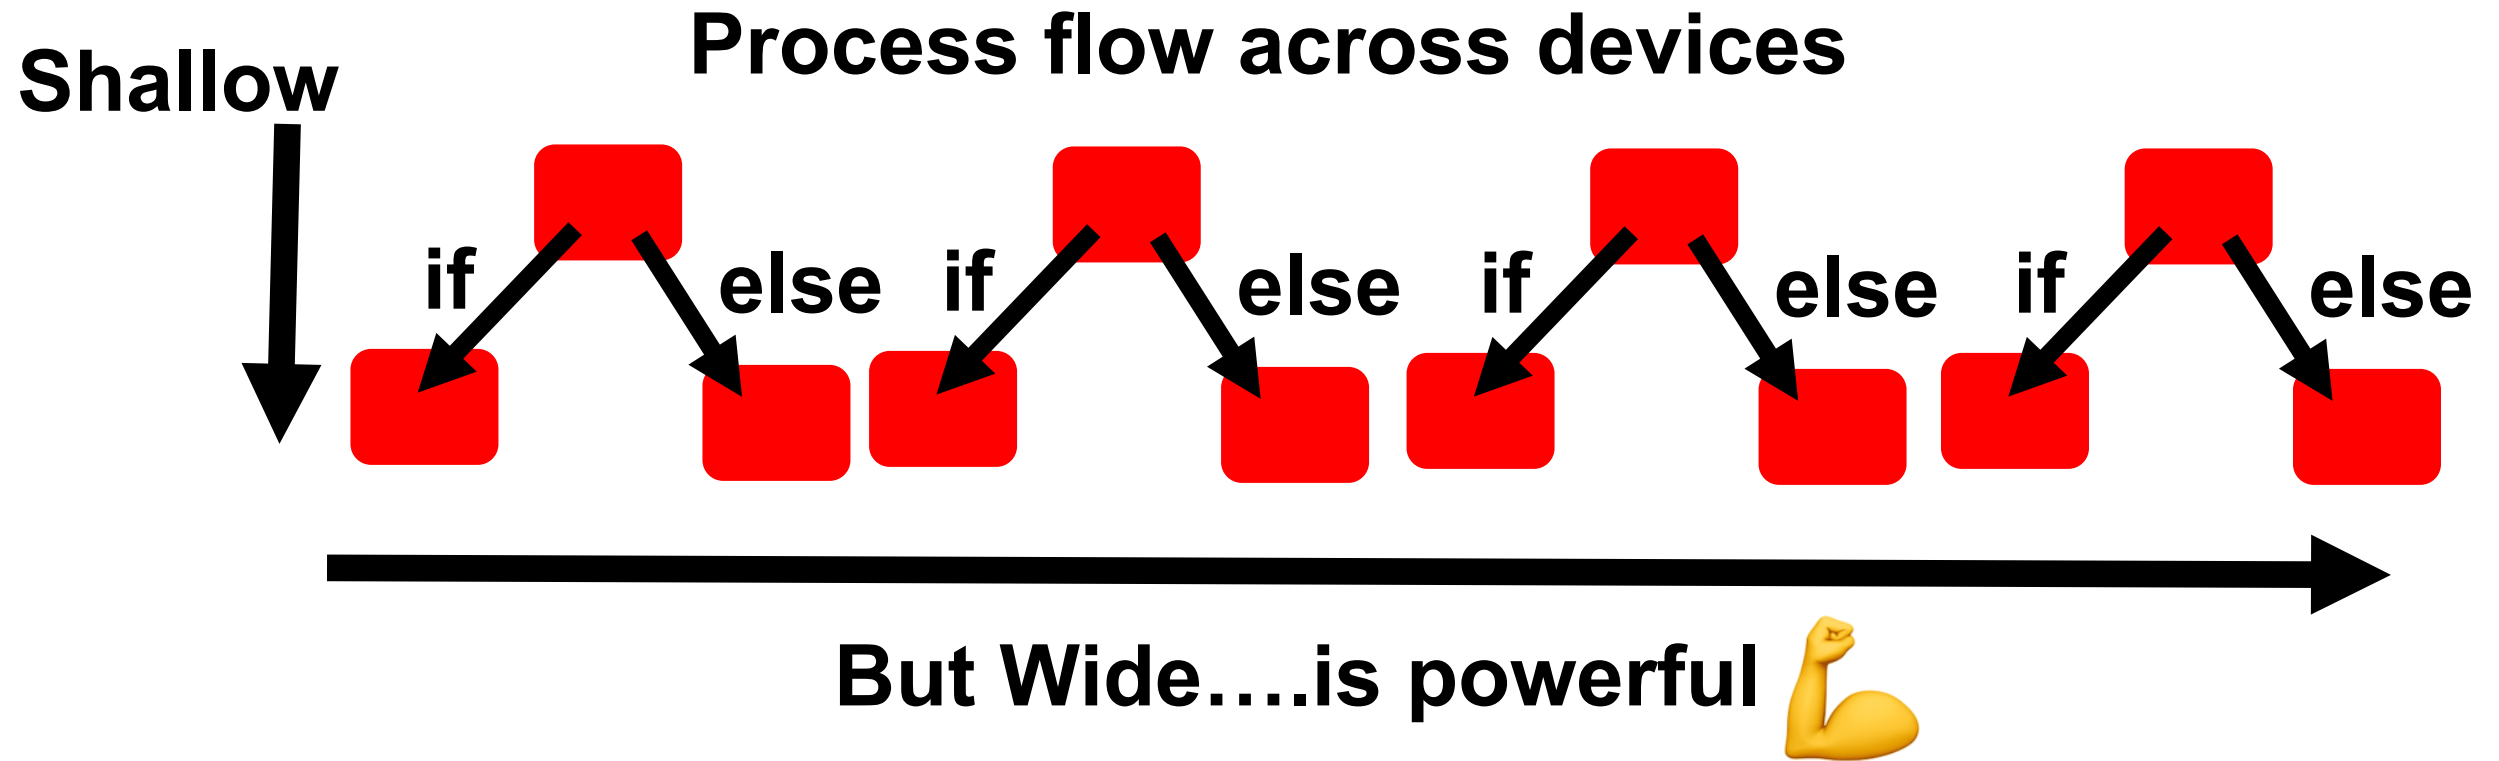 Process flow across devices
Shallow
if else if else if else if else
But Wide....is powerful💪